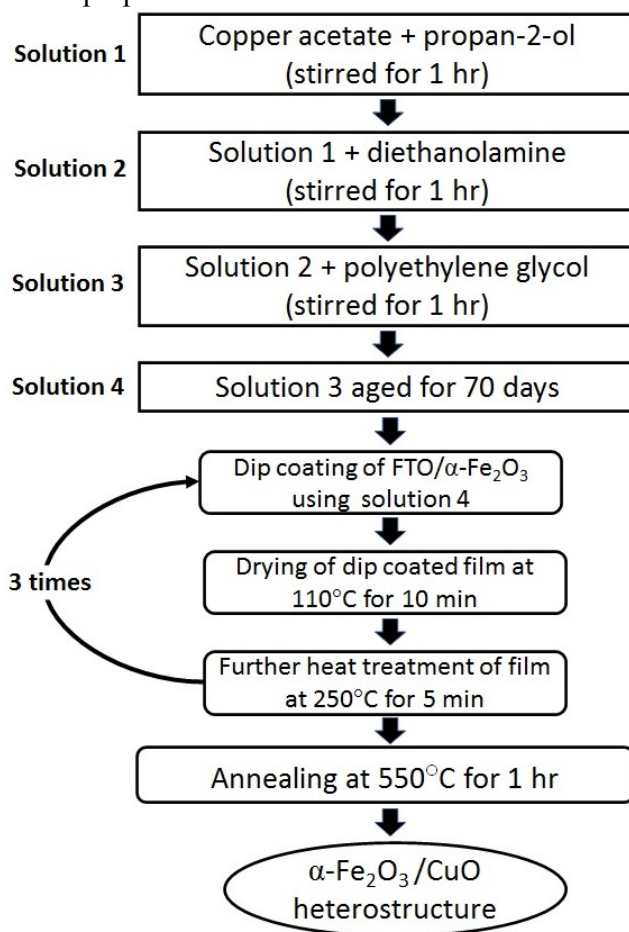 Solution 1
Copper acetate + propan-2-ol
(stirred for 1 hr)
Solution 2
Solution 1 + diethanolamine
(stirred for 1 hr)
Solution 3
Solution 2 + polyethylene glycol
(stirred for 1 hr)
Solution 4
Solution 3 aged for 70 days
Dip coating of FTO/α-Fe₂O₃
using solution 4
Drying of dip coated film at
110°C for 10 min
3 times
Further heat treatment of film
at 250°C for 5 min
Annealing at 550°C for 1 hr
α-Fe₂O₃/CuO
heterostructure